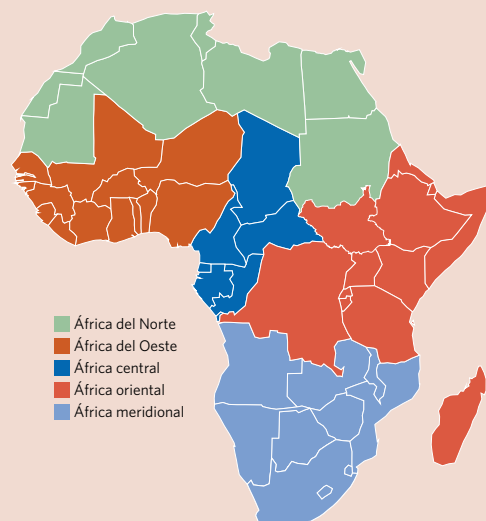 África del Norte
África del Oeste
África central
África oriental
África meridional